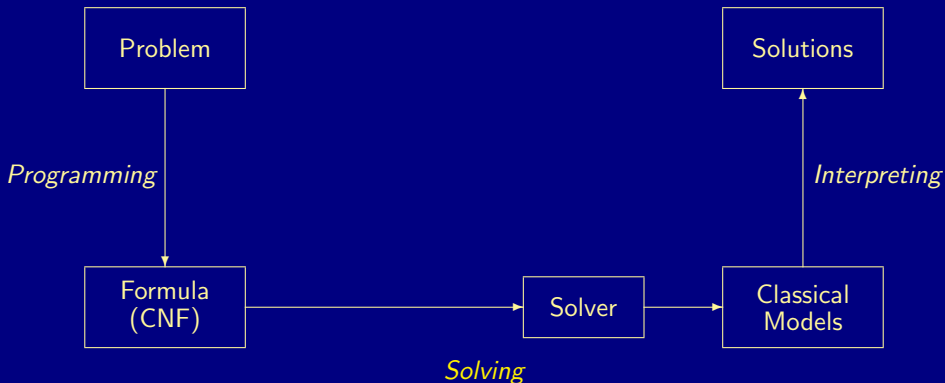 Problem
Solutions
Programming
Interpreting
Formula
(CNF)
Solver
Classical
Models
Solving